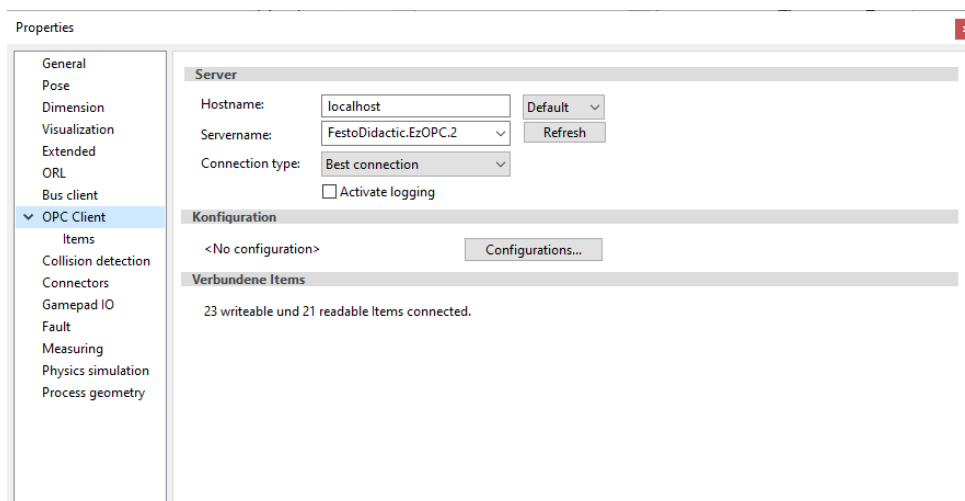 Properties
General
Pose
Dimension
Visualization
Extended
ORL
Bus client
OPC Client
Items
Collision detection
Connectors
Gamepad IO
Fault
Measuring
Physics simulation
Process geometry
Server
Hostname: localhost Default
Servername: FestoDidactic.EzOPC.2 Refresh
Connection type: Best connection
Activate logging
Konfiguration
<No configuration> Configurations...
Verbundene Items
23 writeable und 21 readable Items connected.